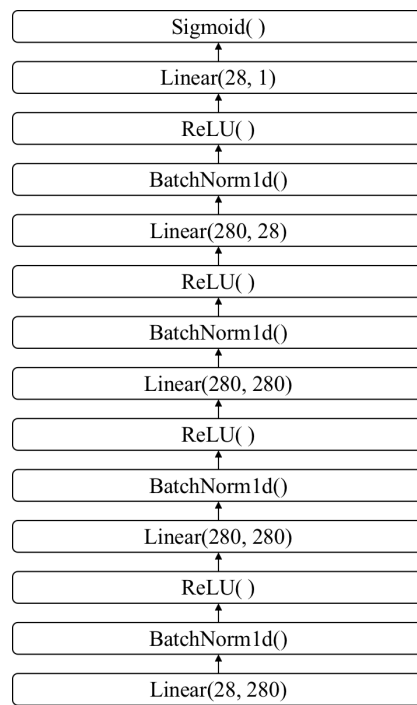 Sigmoid( )
Linear(28, 1)
ReLU( )
BatchNorm1d()
Linear(280, 28)
ReLU( )
BatchNorm1d()
Linear(280, 280)
ReLU( )
BatchNorm1d()
Linear(280, 280)
ReLU( )
BatchNorm1d()
Linear(28, 280)